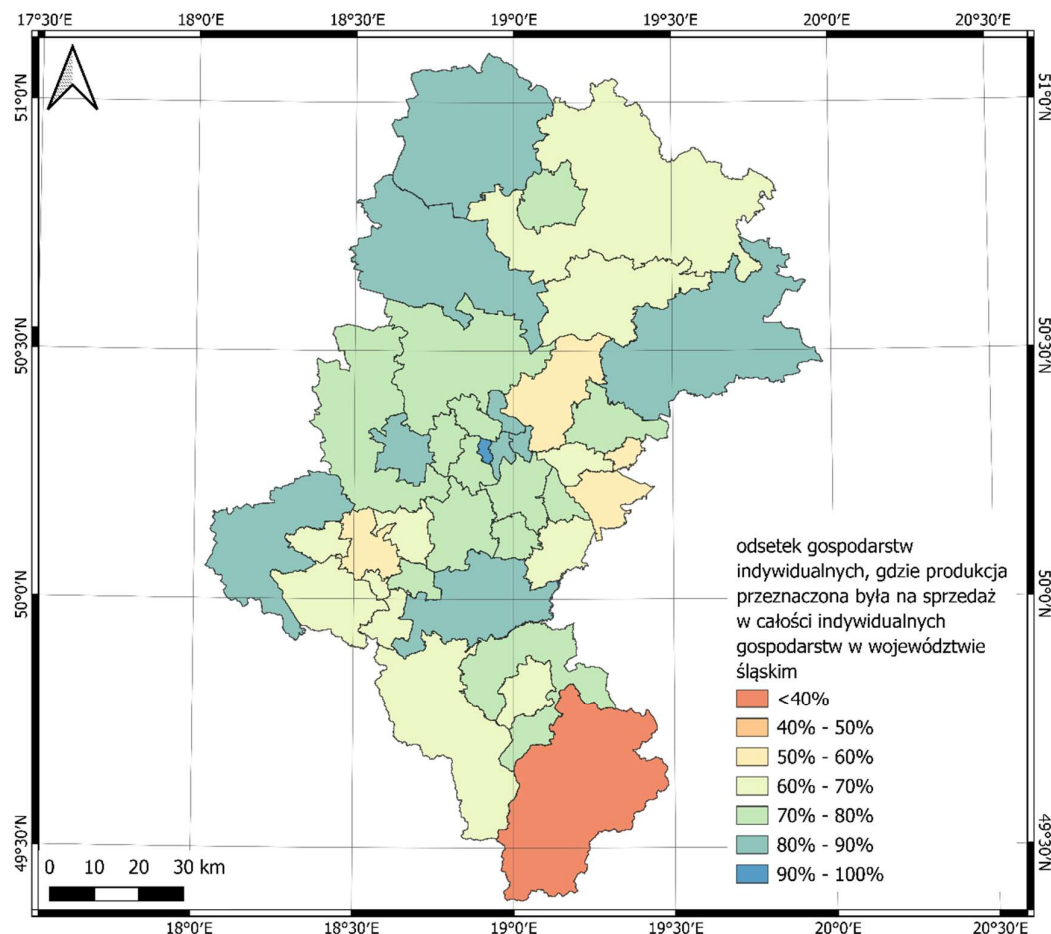 17°30'E 18°0'E 18°30'E 19°0'E 19°30'E 20°0'E 20°30'E
51°0'N 51°0'N
50°30'N 50°30'N
50°0'N 50°0'N
49°30'N 49°30'N
odsetek gospodarstw
indywidualnych, gdzie produkcja
przeznaczona była na sprzedaż
w całości indywidualnych
gospodarstw w województwie
śląskim
<40%
40% - 50%
50% - 60%
60% - 70%
70% - 80%
80% - 90%
90% - 100%
0 10 20 30 km
18°0'E 18°30'E 19°0'E 19°30'E 20°0'E 20°30'E